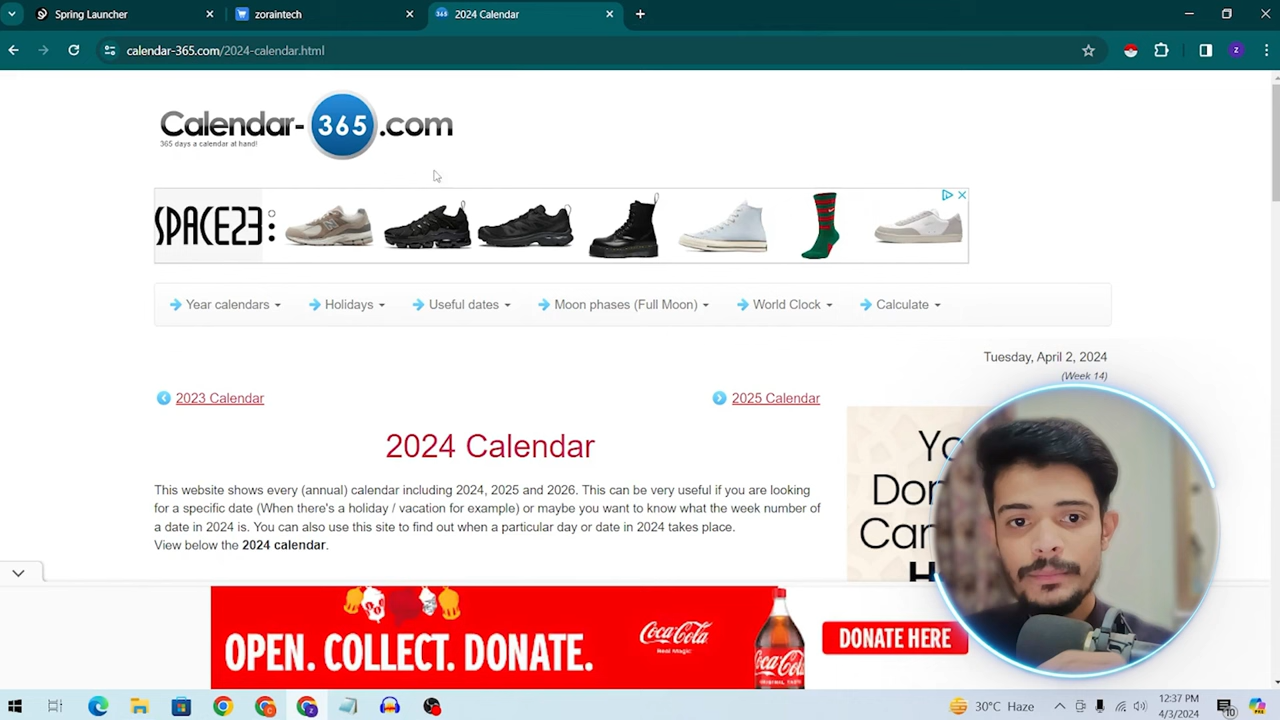 Spring Launcher
zoraintech
365
2024 Calendar
calendar-365.com/2024-calendar.html
Z
Calendar-365.com
365 days a calendar at hand!
SPACE23:
Year calendars
Holidays
Useful dates
Moon phases (Full Moon)
World Clock
Calculate
Tuesday, April 2, 2024
(Week 14)
2023 Calendar
2025 Calendar
2024 Calendar
This website shows every (annual) calendar including 2024, 2025 and 2026. This can be very useful if you are looking
for a specific date (When there's a holiday / vacation for example) or maybe you want to know what the week number of
a date in 2024 is. You can also use this site to find out when a particular day or date in 2024 takes place.
View below the 2024 calendar.
OPEN. COLLECT. DONATE.
Coca-Cola
Real Magic
Coca-Cola
DONATE HERE
30°C Haze
12:37 PM
4/3/2024
10